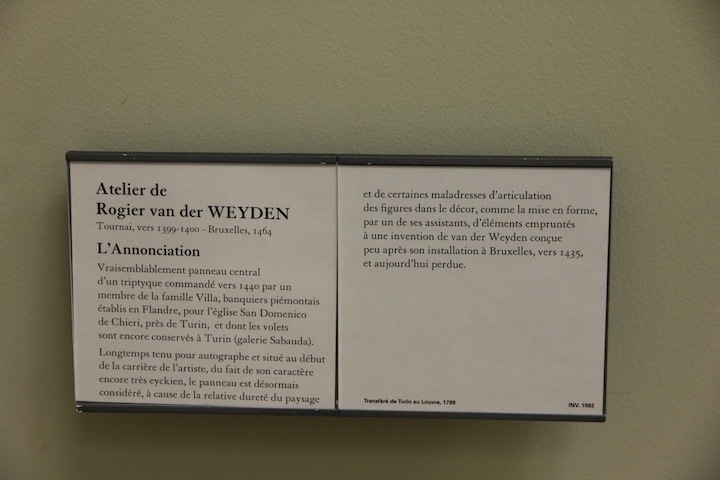 Atelier de
Rogier van der WEYDEN
Tournai, vers 1399-1400 - Bruxelles, 1464
L'Annonciation
Vraisemblablement panneau central
d'un triptyque commandé vers 1440 par un
membre de la famille Villa, banquiers piémontais
établis en Flandre, pour l'église San Domenico
de Chieri, près de Turin, et dont les volets
sont encore conservés à Turin (galerie Sabauda).
Longtemps tenu pour autographe et situé au début
de la carrière de l'artiste, du fait de son caractère
encore très eyckien, le panneau est désormais
considéré, à cause de la relative dureté du paysage
et de certaines maladresses d'articulation
des figures dans le décor, comme la mise en forme,
par un de ses assistants, d'éléments empruntés
à une invention de van der Weyden conçue
peu après son installation à Bruxelles, vers 1435,
et aujourd'hui perdue.
Transféré de Turin au Louvre, 1799
INV. 1982